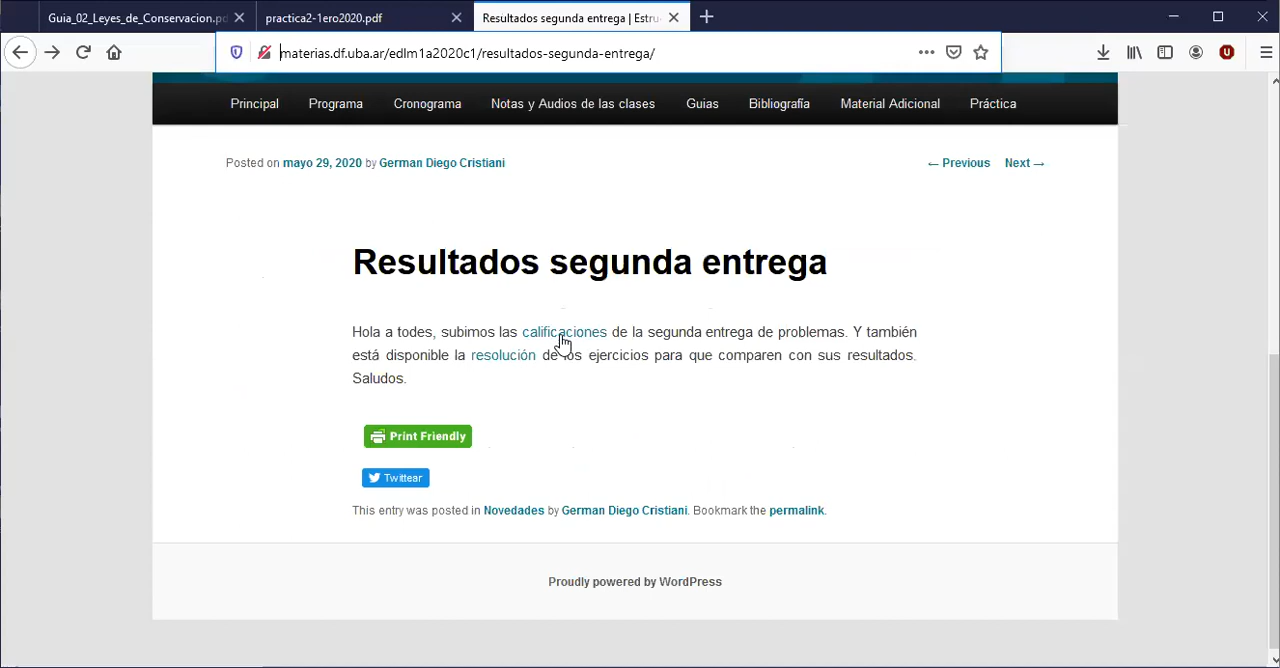 Guia_02_Leyes_de_Conservacion.pd
practica2-1ero2020.pdf
Resultados segunda entrega | Estru
materias.df.uba.ar/edlm1a2020c1/resultados-segunda-entrega/
Principal Programa Cronograma Notas y Audios de las clases Guias Bibliografía Material Adicional Práctica
Posted on mayo 29, 2020 by German Diego Cristiani
← Previous Next →
Resultados segunda entrega
Hola a todes, subimos las calificaciones de la segunda entrega de problemas. Y también
está disponible la resolución de los ejercicios para que comparen con sus resultados.
Saludos.
Print Friendly
Twittear
This entry was posted in Novedades by German Diego Cristiani. Bookmark the permalink.
Proudly powered by WordPress